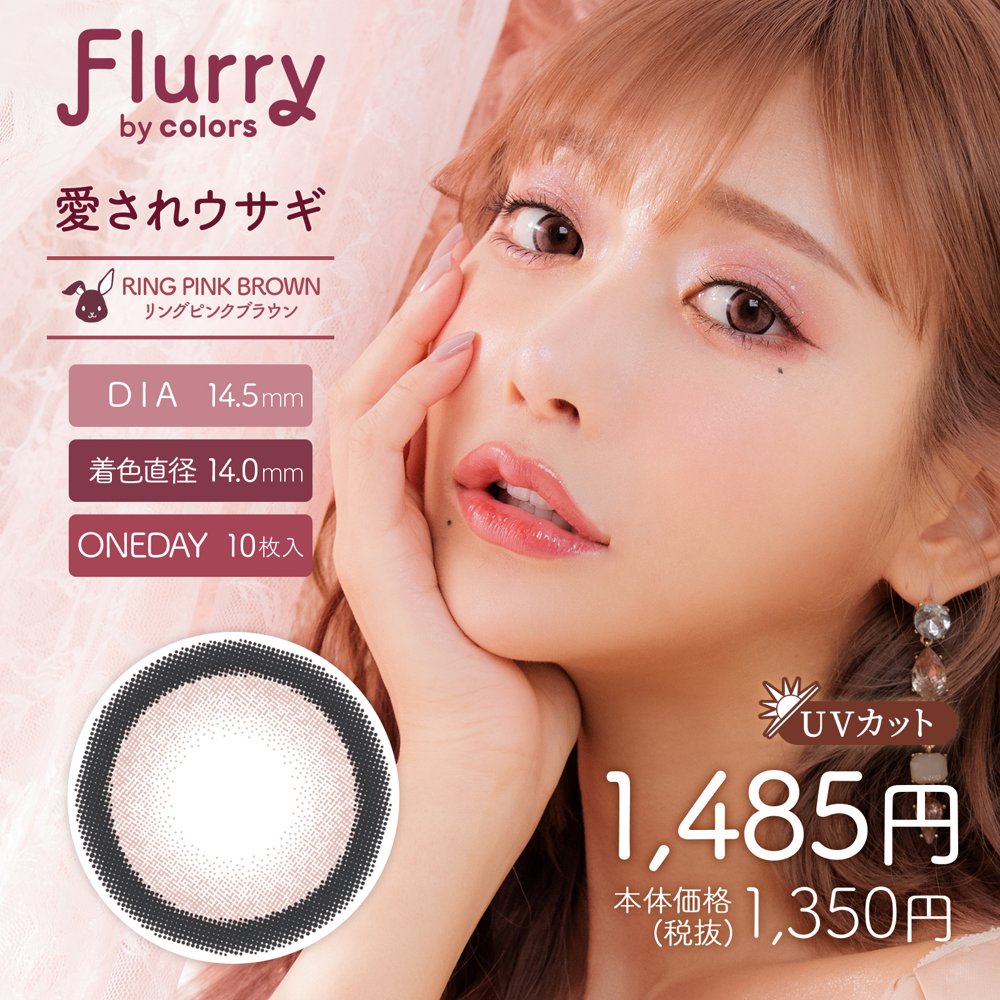 Flurry
by colors
愛されウサギ
RING PINK BROWN
リングピンクブラウン
DIA 14.5mm
着色直径 14.0mm
ONEDAY 10枚入
UVカット
1,485円
本体価格
(税抜) 1,350円